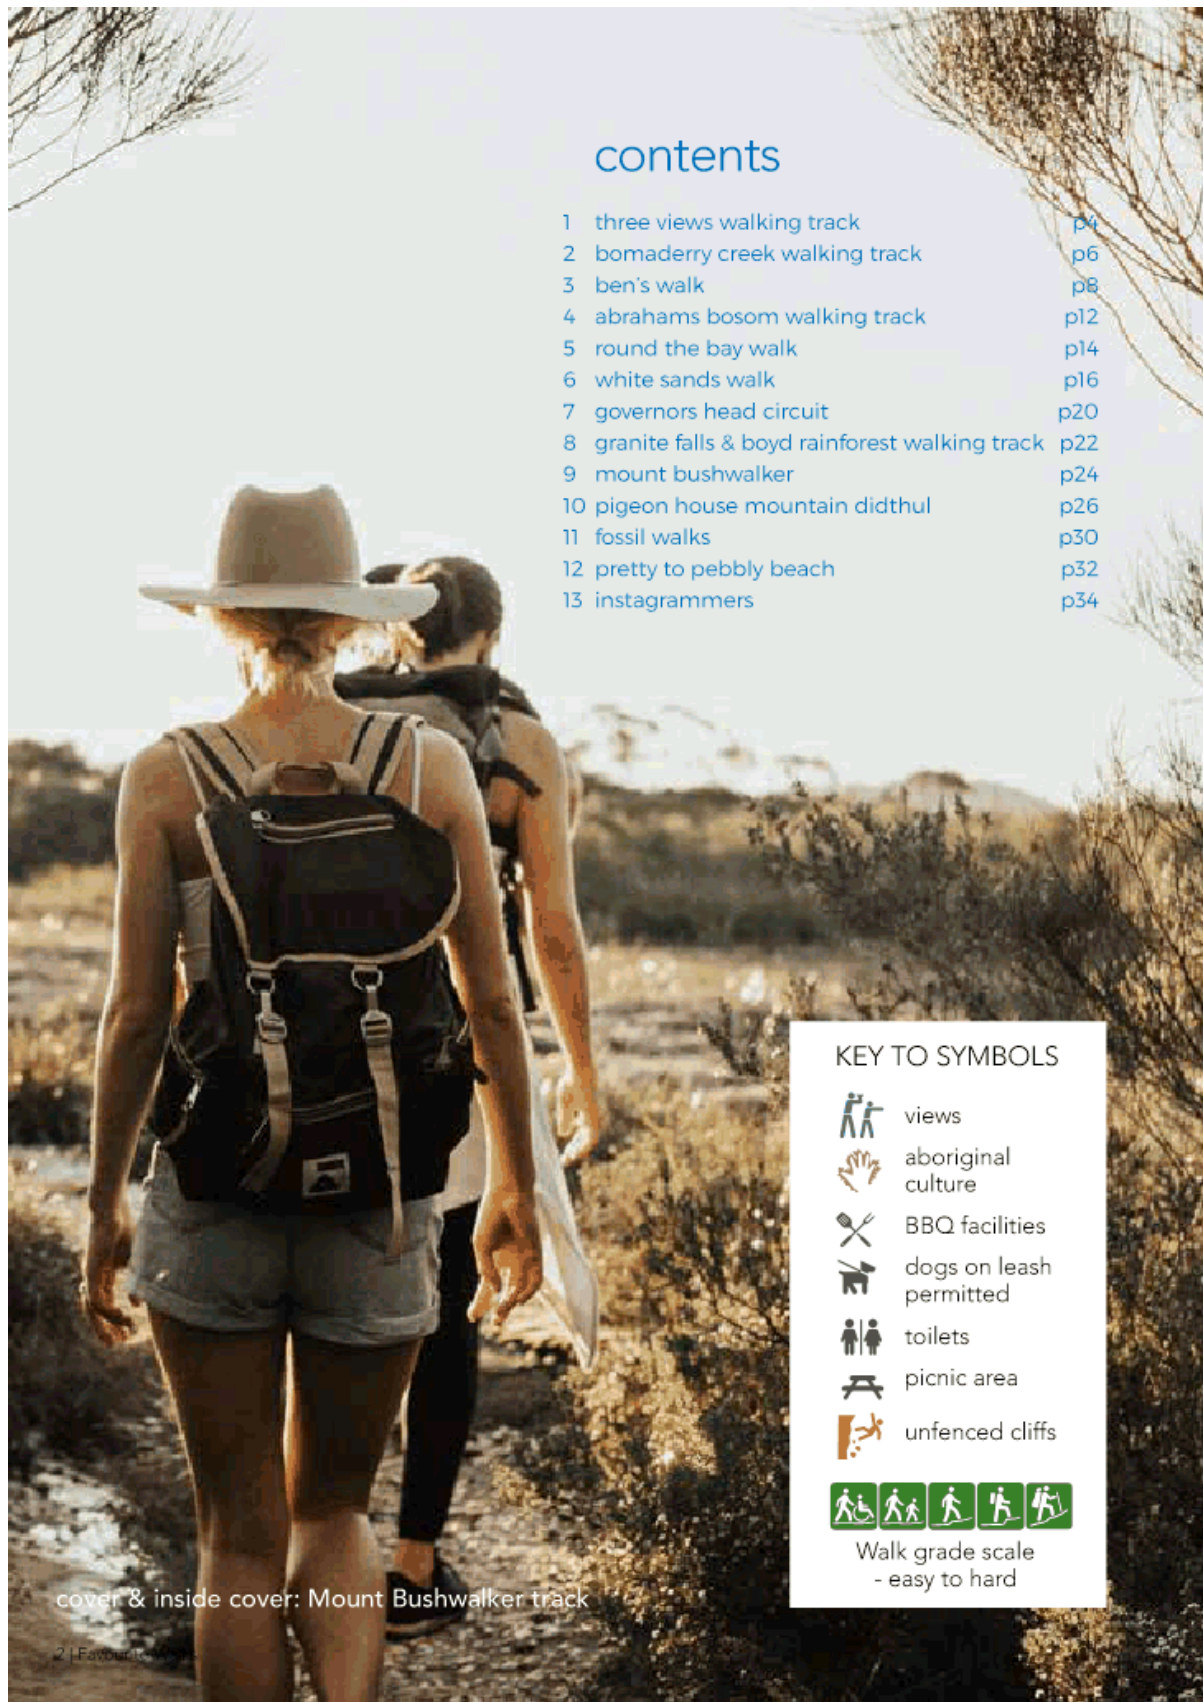 contents
1 three views walking track p4
2 bomaderry creek walking track p6
3 ben's walk p8
4 abrahams bosom walking track p12
5 round the bay walk p14
6 white sands walk p16
7 governors head circuit p20
8 granite falls & boyd rainforest walking track p22
9 mount bushwalker p24
10 pigeon house mountain didthul p26
11 fossil walks p30
12 pretty to pebbly beach p32
13 instagrammers p34
KEY TO SYMBOLS
views
aboriginal
culture
BBQ facilities
dogs on leash
permitted
toilets
picnic area
unfenced cliffs
Walk grade scale
- easy to hard
cover & inside cover: Mount Bushwalker track
2 |